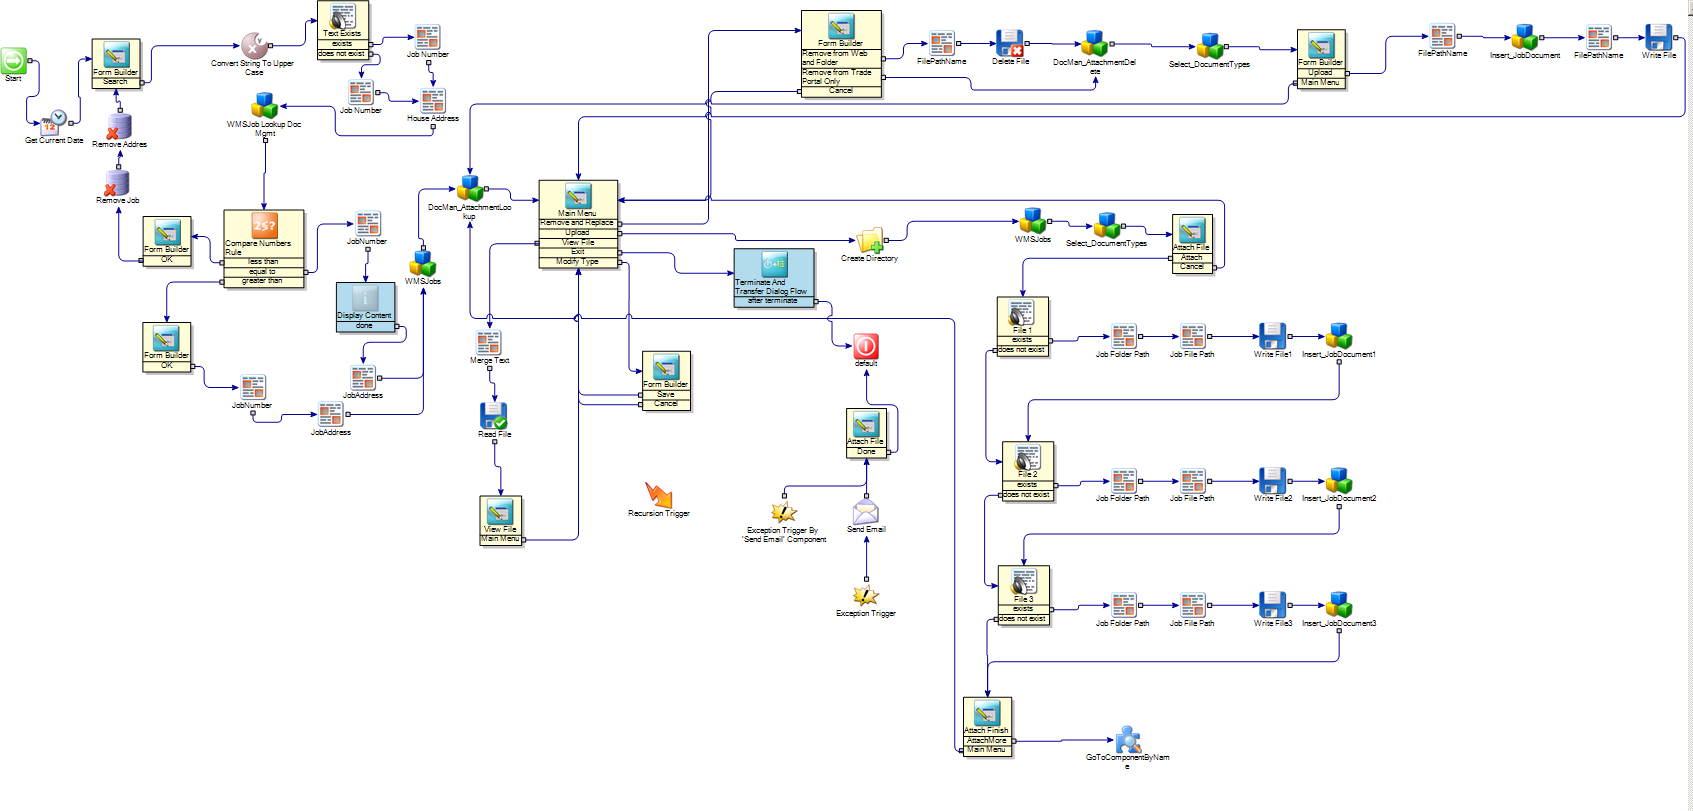 Start
12
Get Current Date
Form Builder
Search
Remove Addres
Remove Job
X
Y
Convert String To Upper
Case
Text Exists
exists
does not exist
Job Number
Job Number
House Address
WMSJob Lookup Doc
Mgmt
Form Builder
OK
25?
Compare Numbers
Rule
less than
equal to
greater than
JobNumber
Display Content
done
WMSJobs
Form Builder
OK
JobNumber
JobAddress
JobAddress
DocMan_AttachmentLoo
kup
Main Menu
Remove and Replace
Upload
View File
Exit
Modify Type
Merge Text
Read File
View File
Main Menu
Form Builder
Save
Cancel
Recursion Trigger
Terminate And
Transfer Dialog Flow
after terminate
default
Attach File
Done
Exception Trigger By
'Send Email' Component
Send Email
Exception Trigger
Form Builder
Remove from Web
and Folder
Remove from Trade
Portal Only
Cancel
FilePathName
Delete File
DocMan_AttachmentDel
ete
Select_DocumentTypes
Form Builder
Upload
Main Menu
FilePathName
Insert_JobDocument
FilePathName
Write File
Create Directory
WMSJobs
Select_DocumentTypes
Attach File
Attach
Cancel
File 1
exists
does not exist
Job Folder Path
Job File Path
Write File1
Insert_JobDocument1
File 2
exists
does not exist
Job Folder Path
Job File Path
Write File2
Insert_JobDocument2
File 3
exists
does not exist
Job Folder Path
Job File Path
Write File3
Insert_JobDocument3
Attach Finish
AttachMore
Main Menu
GoToComponentByNam
e